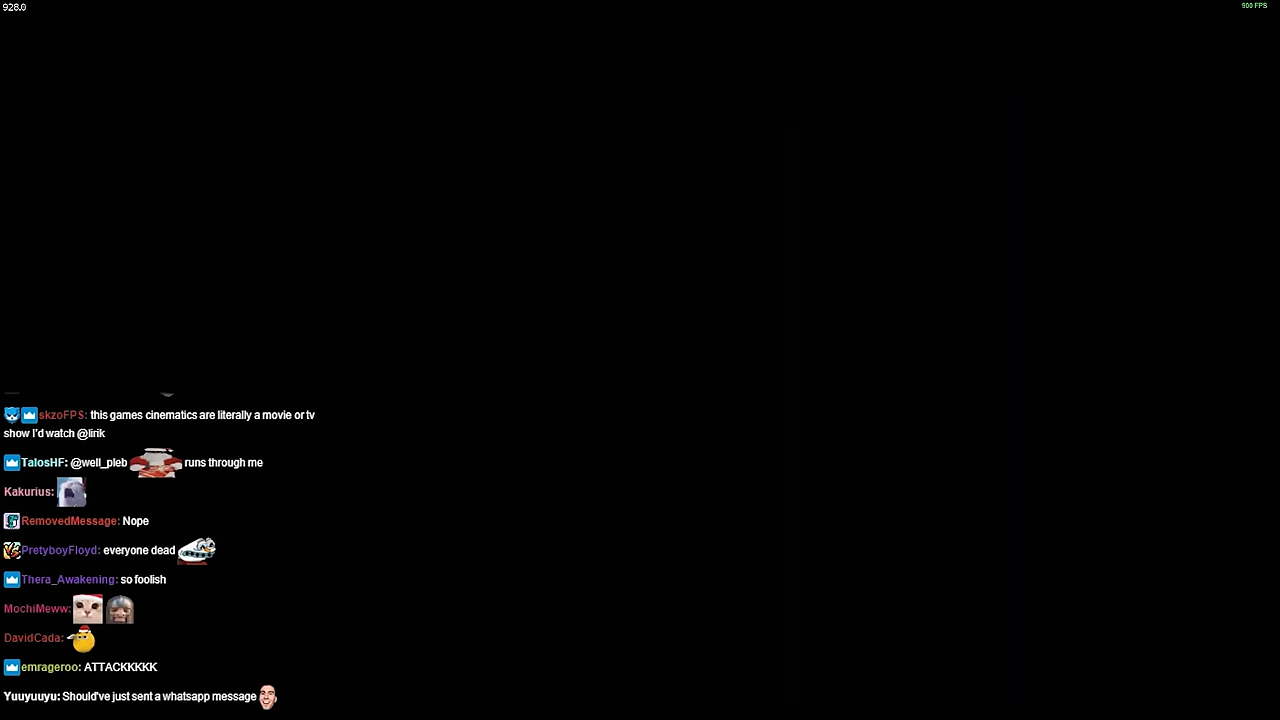 928.0
900 FPS
skzoFPS: this games cinematics are literally a movie or tv
show I'd watch @lirik
TalosHF: @well_pleb runs through me
Kakurius:
RemovedMessage: Nope
PretyboyFloyd: everyone dead
Thera_Awakening: so foolish
MochiMeww:
DavidCada:
emrageroo: ATTACKKKKK
Yuuyuuyu: Should've just sent a whatsapp message